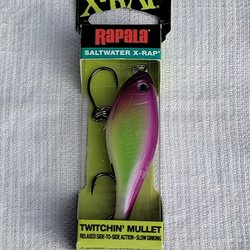 X-RAP
Rapala
SALTWATER X-RAP®
TWITCHIN' MULLET
RELAXED SIDE-TO-SIDE ACTION • SLOW SINKING